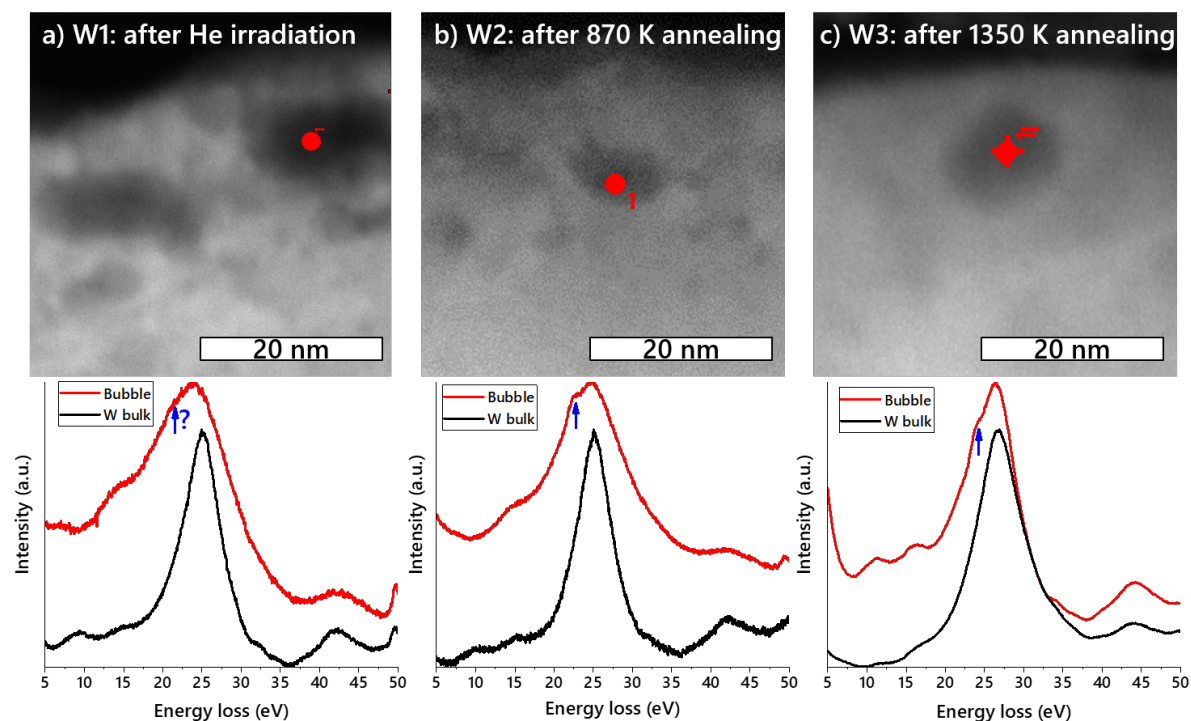 a) W1: after He irradiation
b) W2: after 870 K annealing
c) W3: after 1350 K annealing
1
20 nm
20 nm
20 nm
Bubble
W bulk
?
Bubble
W bulk
Bubble
W bulk
Intensity (a.u.)
Intensity (a.u.)
Intensity (a.u.)
5 10 15 20 25 30 35 40 45 50
5 10 15 20 25 30 35 40 45 50
5 10 15 20 25 30 35 40 45 50
Energy loss (eV)
Energy loss (eV)
Energy loss (eV)